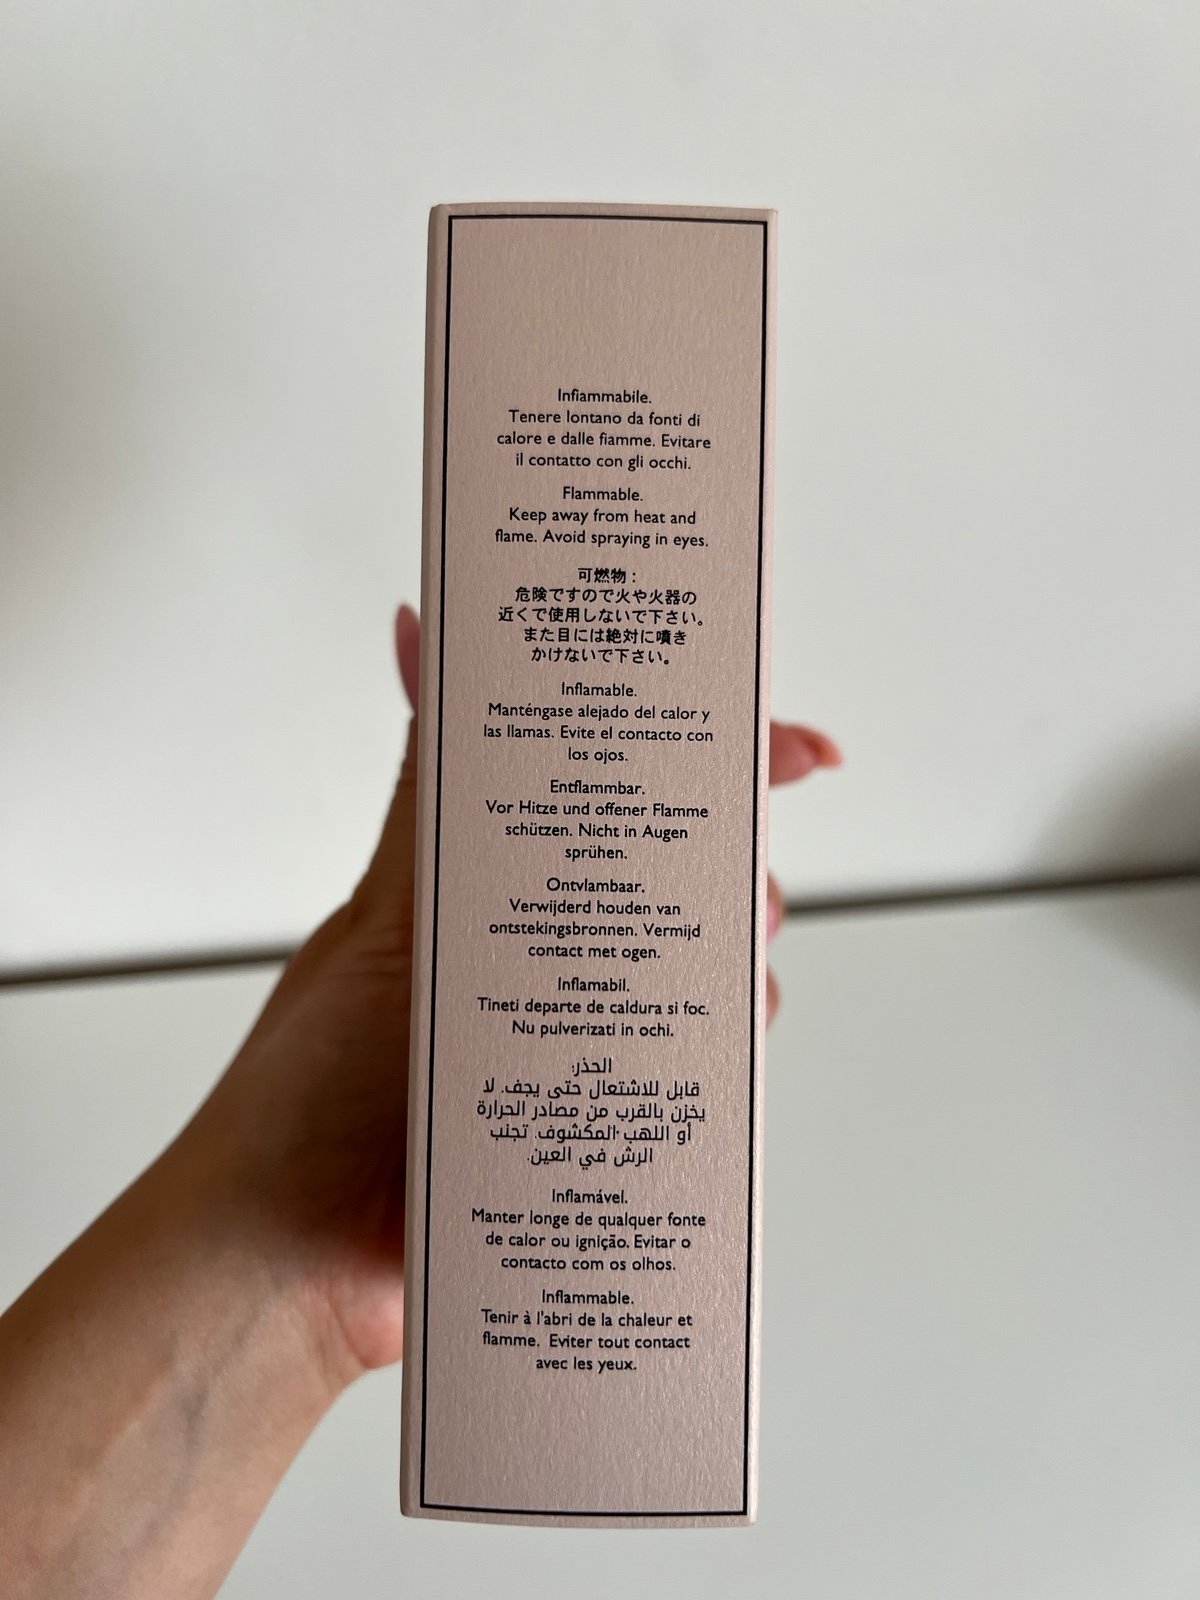 Infiammabile.
Tenere lontano da fonti di
calore e dalle fiamme. Evitare
il contatto con gli occhi.
Flammable.
Keep away from heat and
flame. Avoid spraying in eyes.
可燃物：
危険ですので火や火器の
近くで使用しないで下さい。
また目には絶対に噴き
かけないで下さい。
Inflamable.
Manténgase alejado del calor y
las llamas. Evite el contacto con
los ojos.
Entflammbar.
Vor Hitze und offener Flamme
schützen. Nicht in Augen
sprühen.
Ontvlambaar.
Verwijderd houden van
ontstekingsbronnen. Vermijd
contact met ogen.
Inflamabil.
Tineti departe de caldura si foc.
Nu pulverizati in ochi.
الحذر:
قابل للاشتعال حتى يجف. لا
يخزن بالقرب من مصادر الحرارة
أو اللهب المكشوف. تجنب
الرش في العين.
Inflamável.
Manter longe de qualquer fonte
de calor ou ignição. Evitar o
contacto com os olhos.
Inflammable.
Tenir à l'abri de la chaleur et
flamme. Eviter tout contact
avec les yeux.